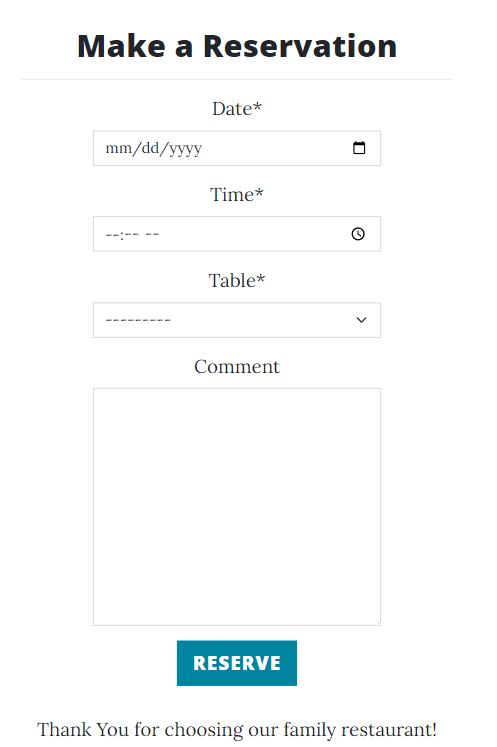 Make a Reservation
Date*
mm/dd/yyyy
Time*
--:-- --
Table*
---------
Comment
RESERVE
Thank You for choosing our family restaurant!